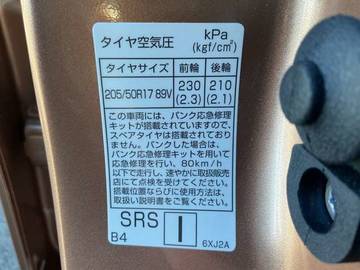 タイヤ空気圧 kPa
(kgf/cm²)
タイヤサイズ 前輪 後輪
205/50R17 89V 230 210
(2.3) (2.1)
この車両には、パンク応急修理
キットが搭載されていますので、
スペアタイヤは搭載されておりま
せん。パンクした場合は、
パンク応急修理キットを用いて
応急修理を行い、80km/h
以下で走行し、速やかに取扱販売
店にて点検を受けてください。
搭載位置ならびに使用方法は、
取扱い説明書をご覧ください。
SRS I
B4 6XJ2A